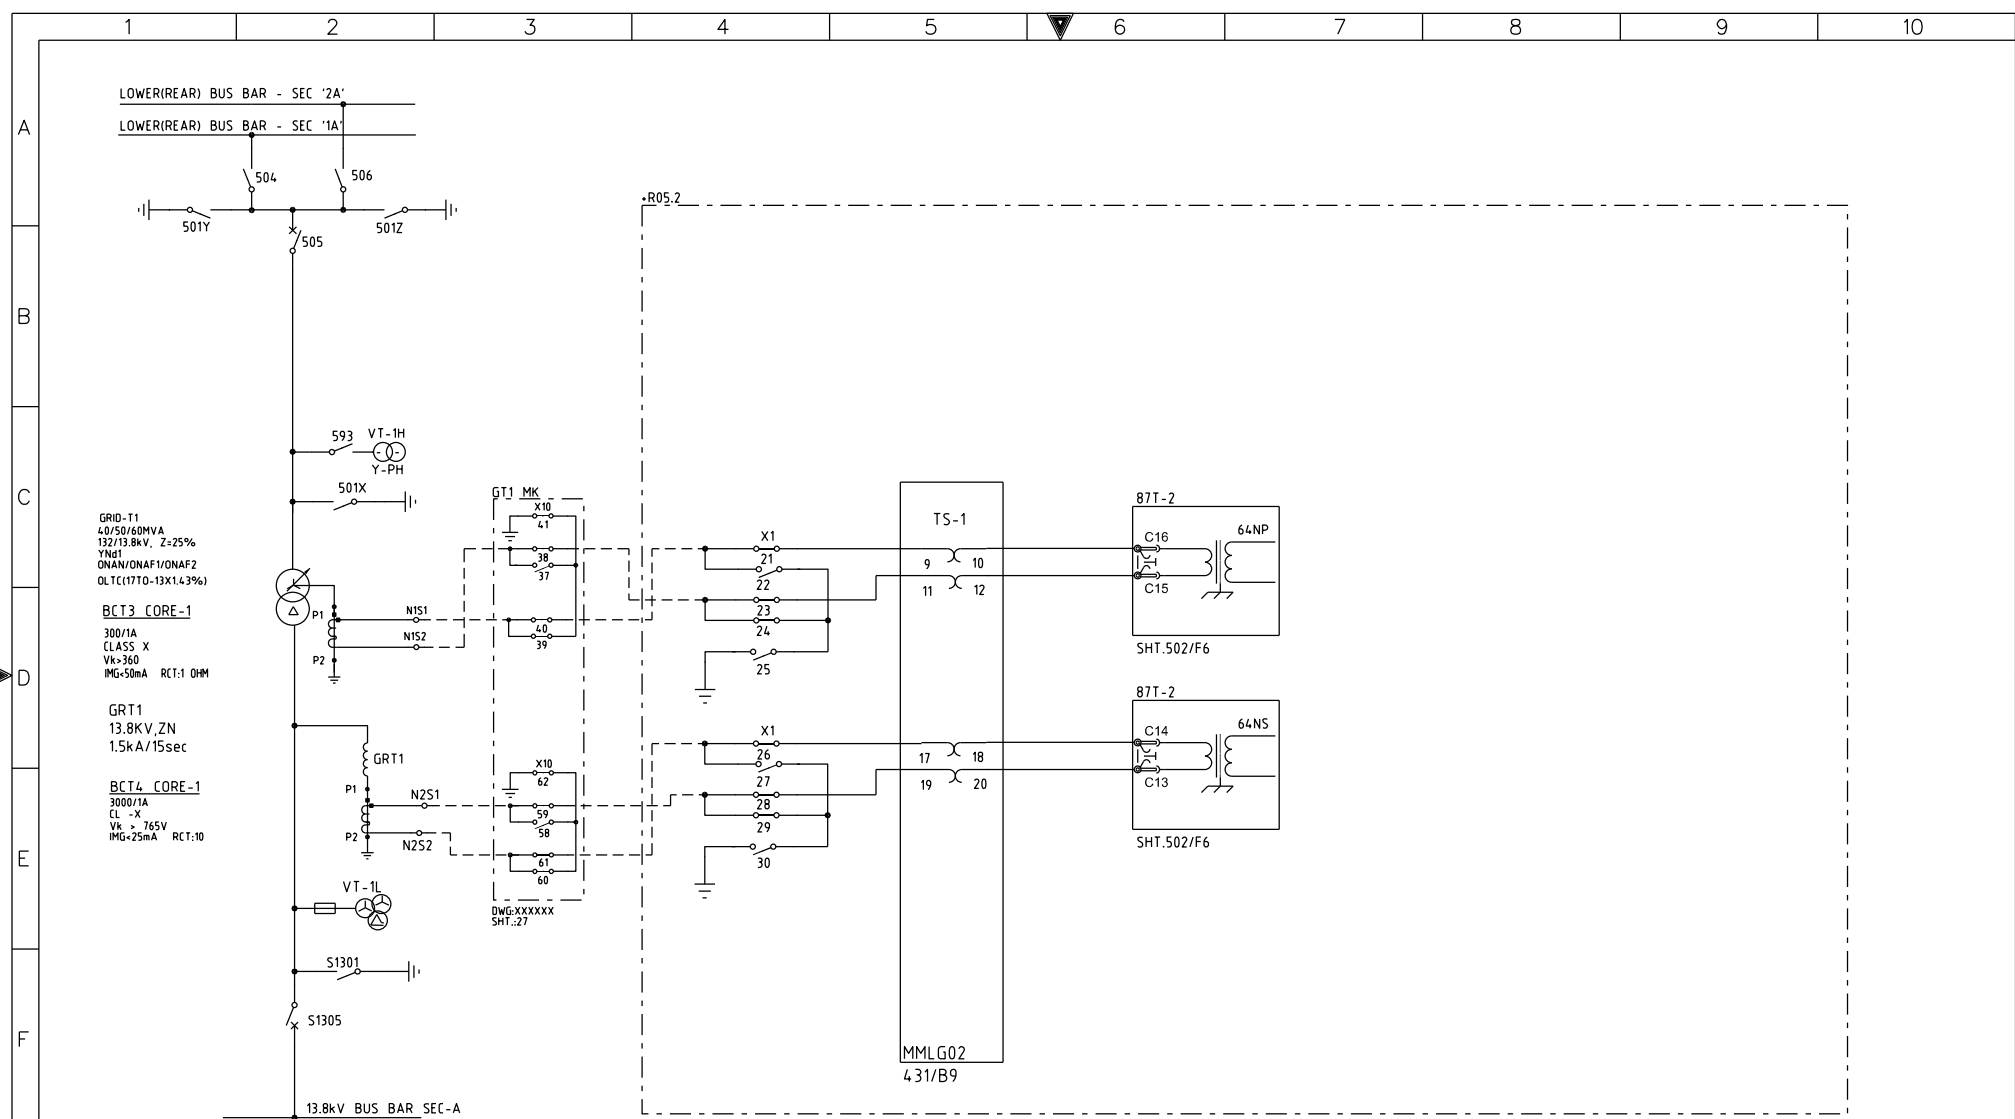 1 2 3 4 5 6 7 8 9 10
A
B
C
D
E
F
LOWER(REAR) BUS BAR - SEC '2A'
LOWER(REAR) BUS BAR - SEC '1A'
504
506
501Y
501Z
505
593
VT-1H
Y-PH
501X
GRID-T1
40/50/60MVA
132/13.8kV, Z=25%
YNd1
ONAN/ONAF1/ONAF2
OLTC(17TO-13X1.43%)
BCT3 CORE-1
300/1A
CLASS X
Vk>360
IMG<50mA RCT:1 OHM
P1
P2
N1S1
N1S2
GRT1
13.8KV,ZN
1.5kA/15sec
BCT4 CORE-1
3000/1A
CL -X
Vk > 765V
IMG<25mA RCT:10
GRT1
P1
P2
N2S1
N2S2
VT-1L
S1301
S1305
13.8kV BUS BAR SEC-A
GT1 MK
X10
41
38
37
40
39
X10
62
59
58
61
60
DWG:XXXXXX
SHT.:27
+R05.2
X1
21
22
23
24
25
X1
26
27
28
29
30
TS-1
9 10
11 12
17 18
19 20
MMLG02
431/B9
87T-2
C16
64NP
C15
SHT.502/F6
87T-2
C14
64NS
C13
SHT.502/F6